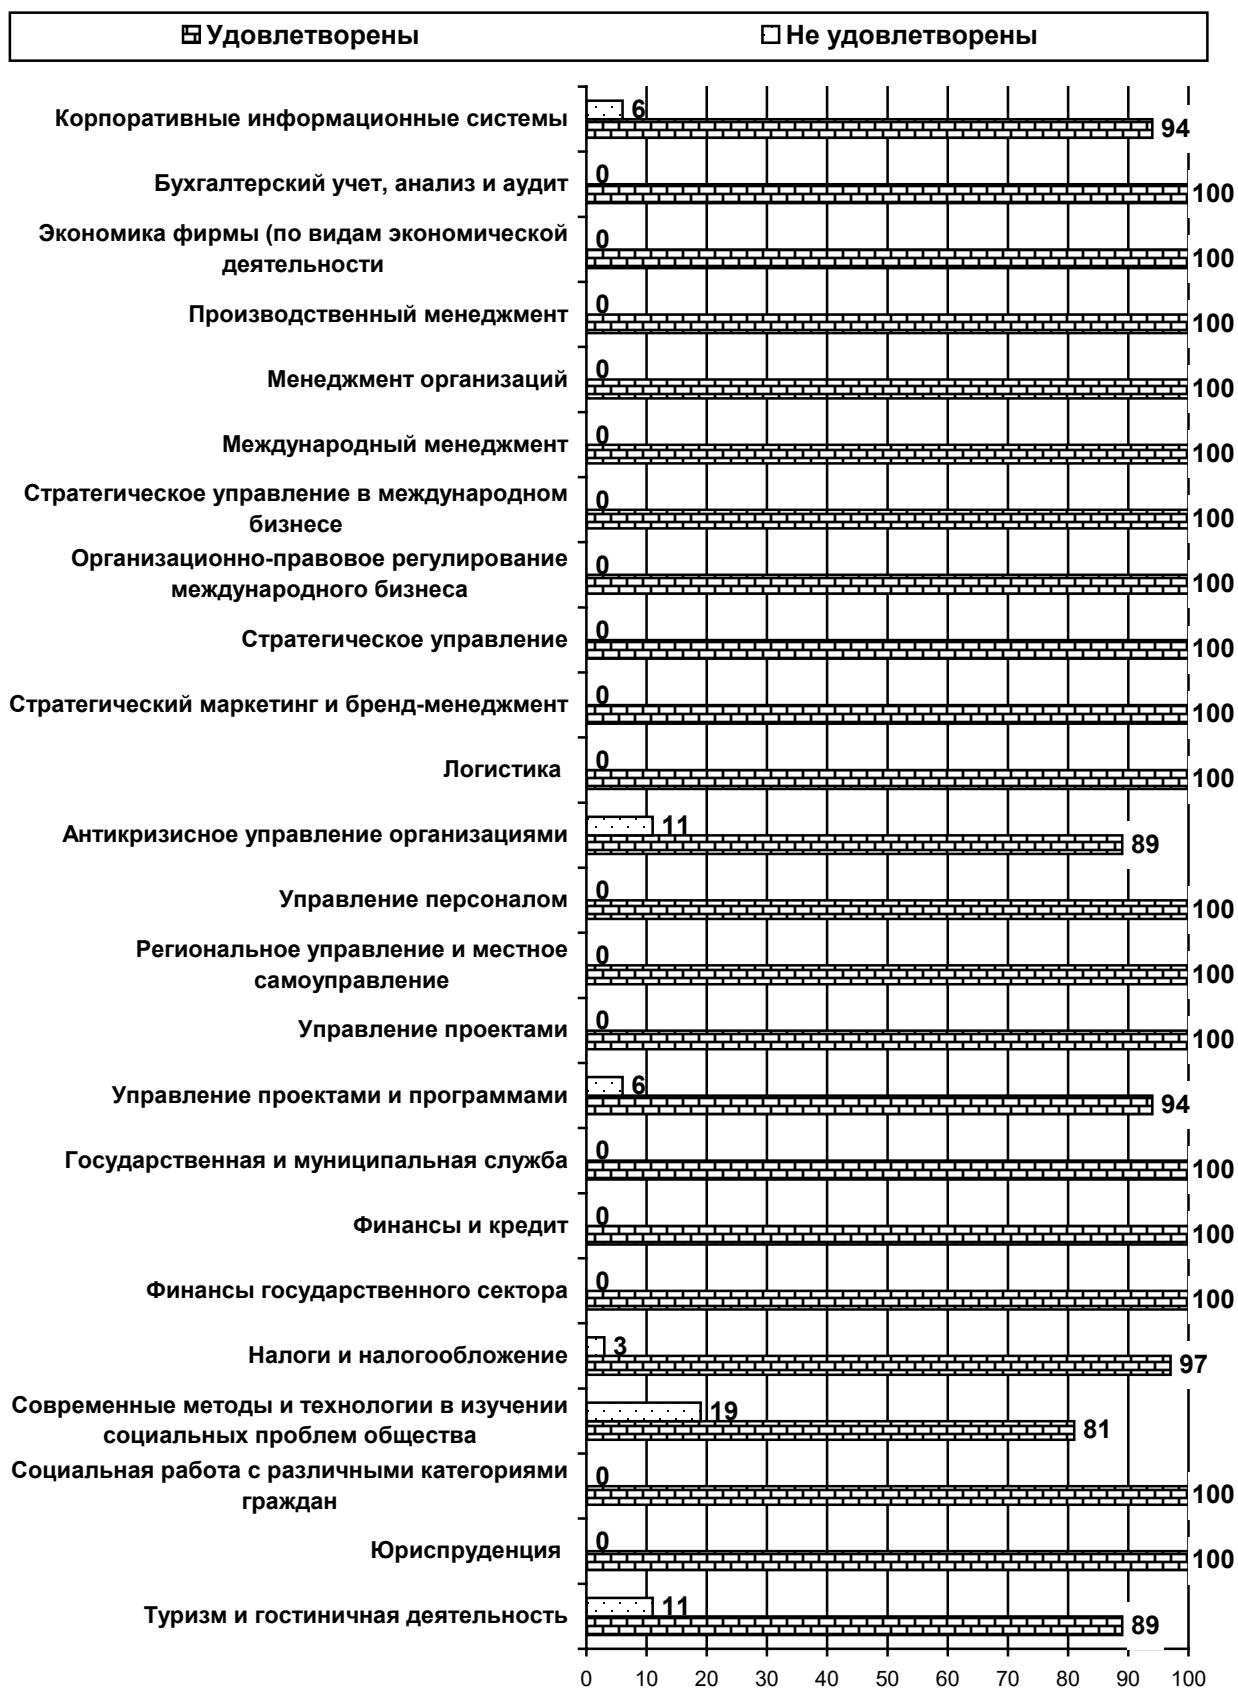 Удовлетворены Не удовлетворены
Корпоративные информационные системы
6
94
Бухгалтерский учет, анализ и аудит
0
100
Экономика фирмы (по видам экономической
деятельности
0
100
Производственный менеджмент
0
100
Менеджмент организаций
0
100
Международный менеджмент
0
100
Стратегическое управление в международном
бизнесе
0
100
Организационно-правовое регулирование
международного бизнеса
0
100
Стратегическое управление
0
100
Стратегический маркетинг и бренд-менеджмент
0
100
Логистика
0
100
Антикризисное управление организациями
11
89
Управление персоналом
0
100
Региональное управление и местное
самоуправление
0
100
Управление проектами
0
100
Управление проектами и программами
6
94
Государственная и муниципальная служба
0
100
Финансы и кредит
0
100
Финансы государственного сектора
0
100
Налоги и налогообложение
3
97
Современные методы и технологии в изучении
социальных проблем общества
19
81
Социальная работа с различными категориями
граждан
0
100
Юриспруденция
0
100
Туризм и гостиничная деятельность
11
89
0 10 20 30 40 50 60 70 80 90 100